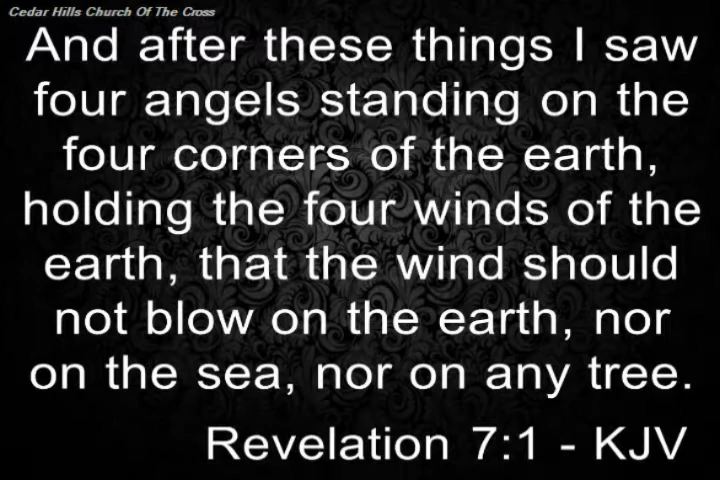 Cedar Hills Church Of The Cross
And after these things I saw
four angels standing on the
four corners of the earth,
holding the four winds of the
earth, that the wind should
not blow on the earth, nor
on the sea, nor on any tree.
Revelation 7:1 - KJV